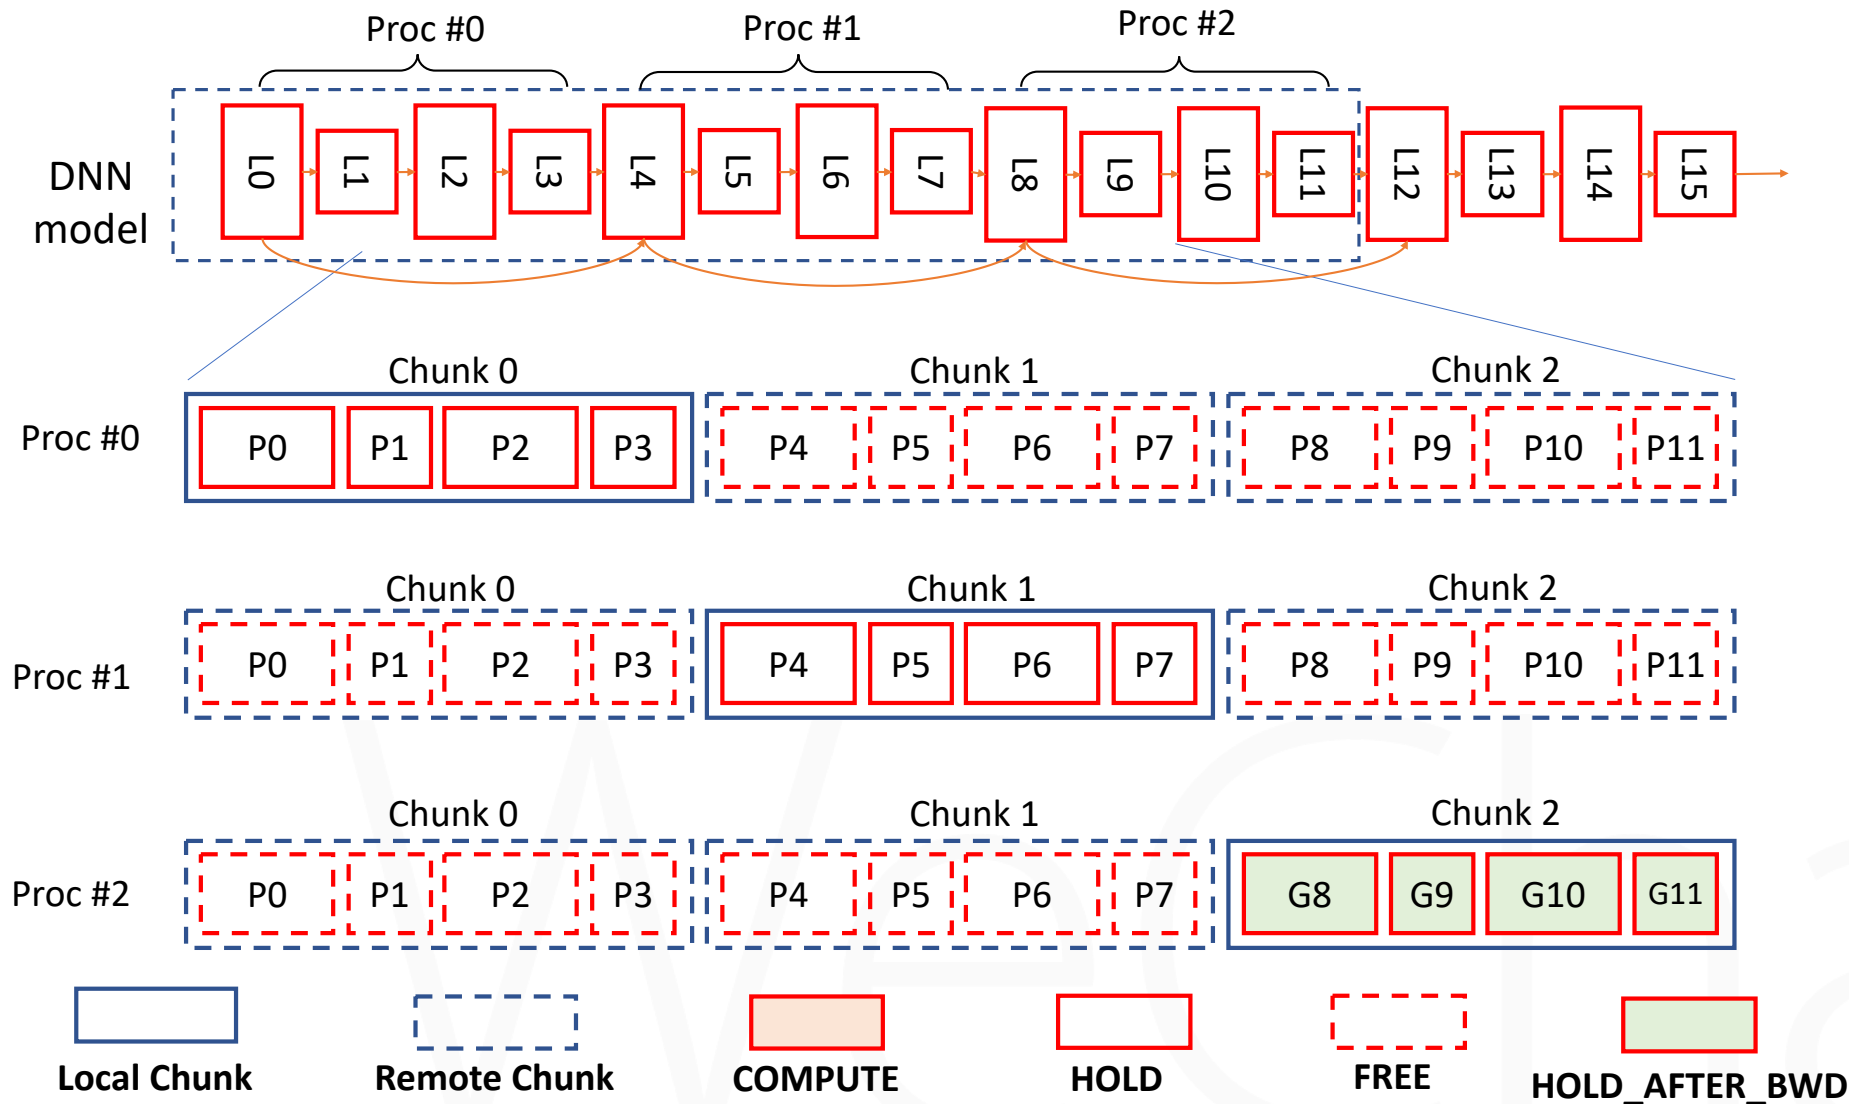 Proc #0 Proc #1 Proc #2
DNN
model
L0 L1 L2 L3 L4 L5 L6 L7 L8 L9 L10 L11 L12 L13 L14 L15
Chunk 0 Chunk 1 Chunk 2
Proc #0 P0 P1 P2 P3 P4 P5 P6 P7 P8 P9 P10 P11
Chunk 0 Chunk 1 Chunk 2
Proc #1 P0 P1 P2 P3 P4 P5 P6 P7 P8 P9 P10 P11
Chunk 0 Chunk 1 Chunk 2
Proc #2 P0 P1 P2 P3 P4 P5 P6 P7 G8 G9 G10 G11
Local Chunk Remote Chunk COMPUTE HOLD FREE HOLD_AFTER_BWD